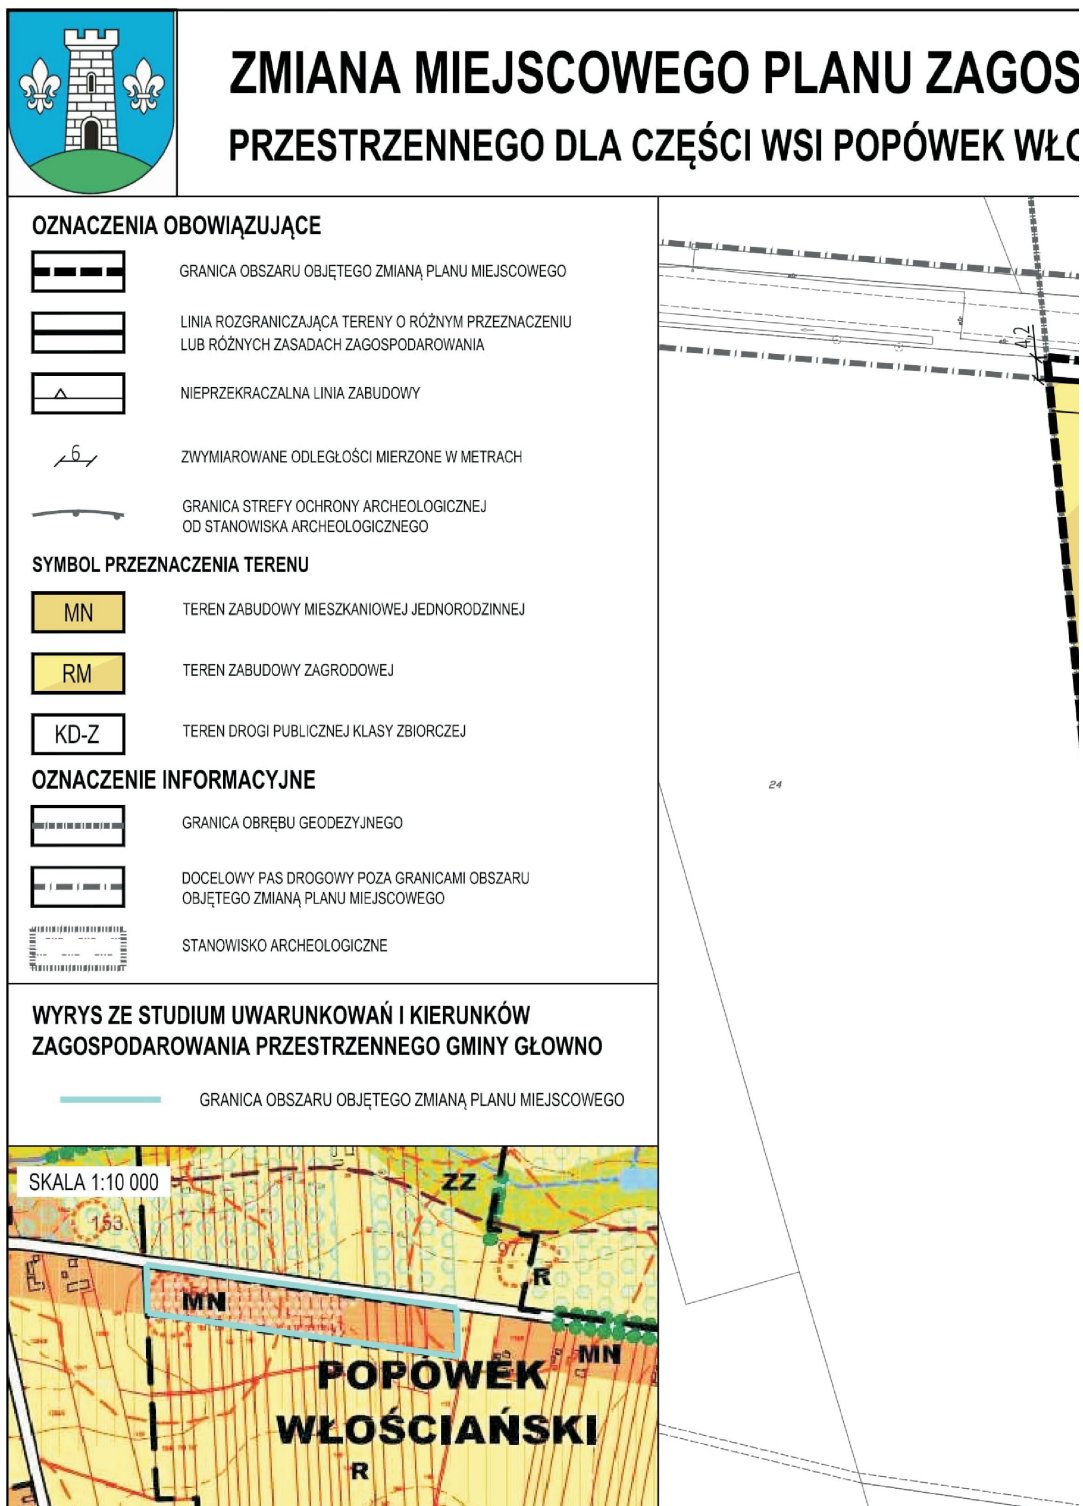 ZMIANA MIEJSCOWEGO PLANU ZAGOS
PRZESTRZENNEGO DLA CZĘŚCI WSI POPÓWEK WŁO
OZNACZENIA OBOWIĄZUJĄCE
GRANICA OBSZARU OBJĘTEGO ZMIANĄ PLANU MIEJSCOWEGO
LINIA ROZGRANICZAJĄCA TERENY O RÓŻNYM PRZEZNACZENIU
LUB RÓŻNYCH ZASADACH ZAGOSPODAROWANIA
NIEPRZEKRACZALNA LINIA ZABUDOWY
6 ZWYMIAROWANE ODLEGŁOŚCI MIERZONE W METRACH
GRANICA STREFY OCHRONY ARCHEOLOGICZNEJ
OD STANOWISKA ARCHEOLOGICZNEGO
SYMBOL PRZEZNACZENIA TERENU
MN TEREN ZABUDOWY MIESZKANIOWEJ JEDNORODZINNEJ
RM TEREN ZABUDOWY ZAGRODOWEJ
KD-Z TEREN DROGI PUBLICZNEJ KLASY ZBIORCZEJ
OZNACZENIE INFORMACYJNE
GRANICA OBRĘBU GEODEZYJNEGO
DOCELOWY PAS DROGOWY POZA GRANICAMI OBSZARU
OBJĘTEGO ZMIANĄ PLANU MIEJSCOWEGO
STANOWISKO ARCHEOLOGICZNE
WYRYS ZE STUDIUM UWARUNKOWAŃ I KIERUNKÓW
ZAGOSPODAROWANIA PRZESTRZENNEGO GMINY GŁOWNO
GRANICA OBSZARU OBJĘTEGO ZMIANĄ PLANU MIEJSCOWEGO
SKALA 1:10 000
ZZ
153.
97.
R
MN
MN
POPÓWEK
WŁOŚCIAŃSKI
R
4,2
24